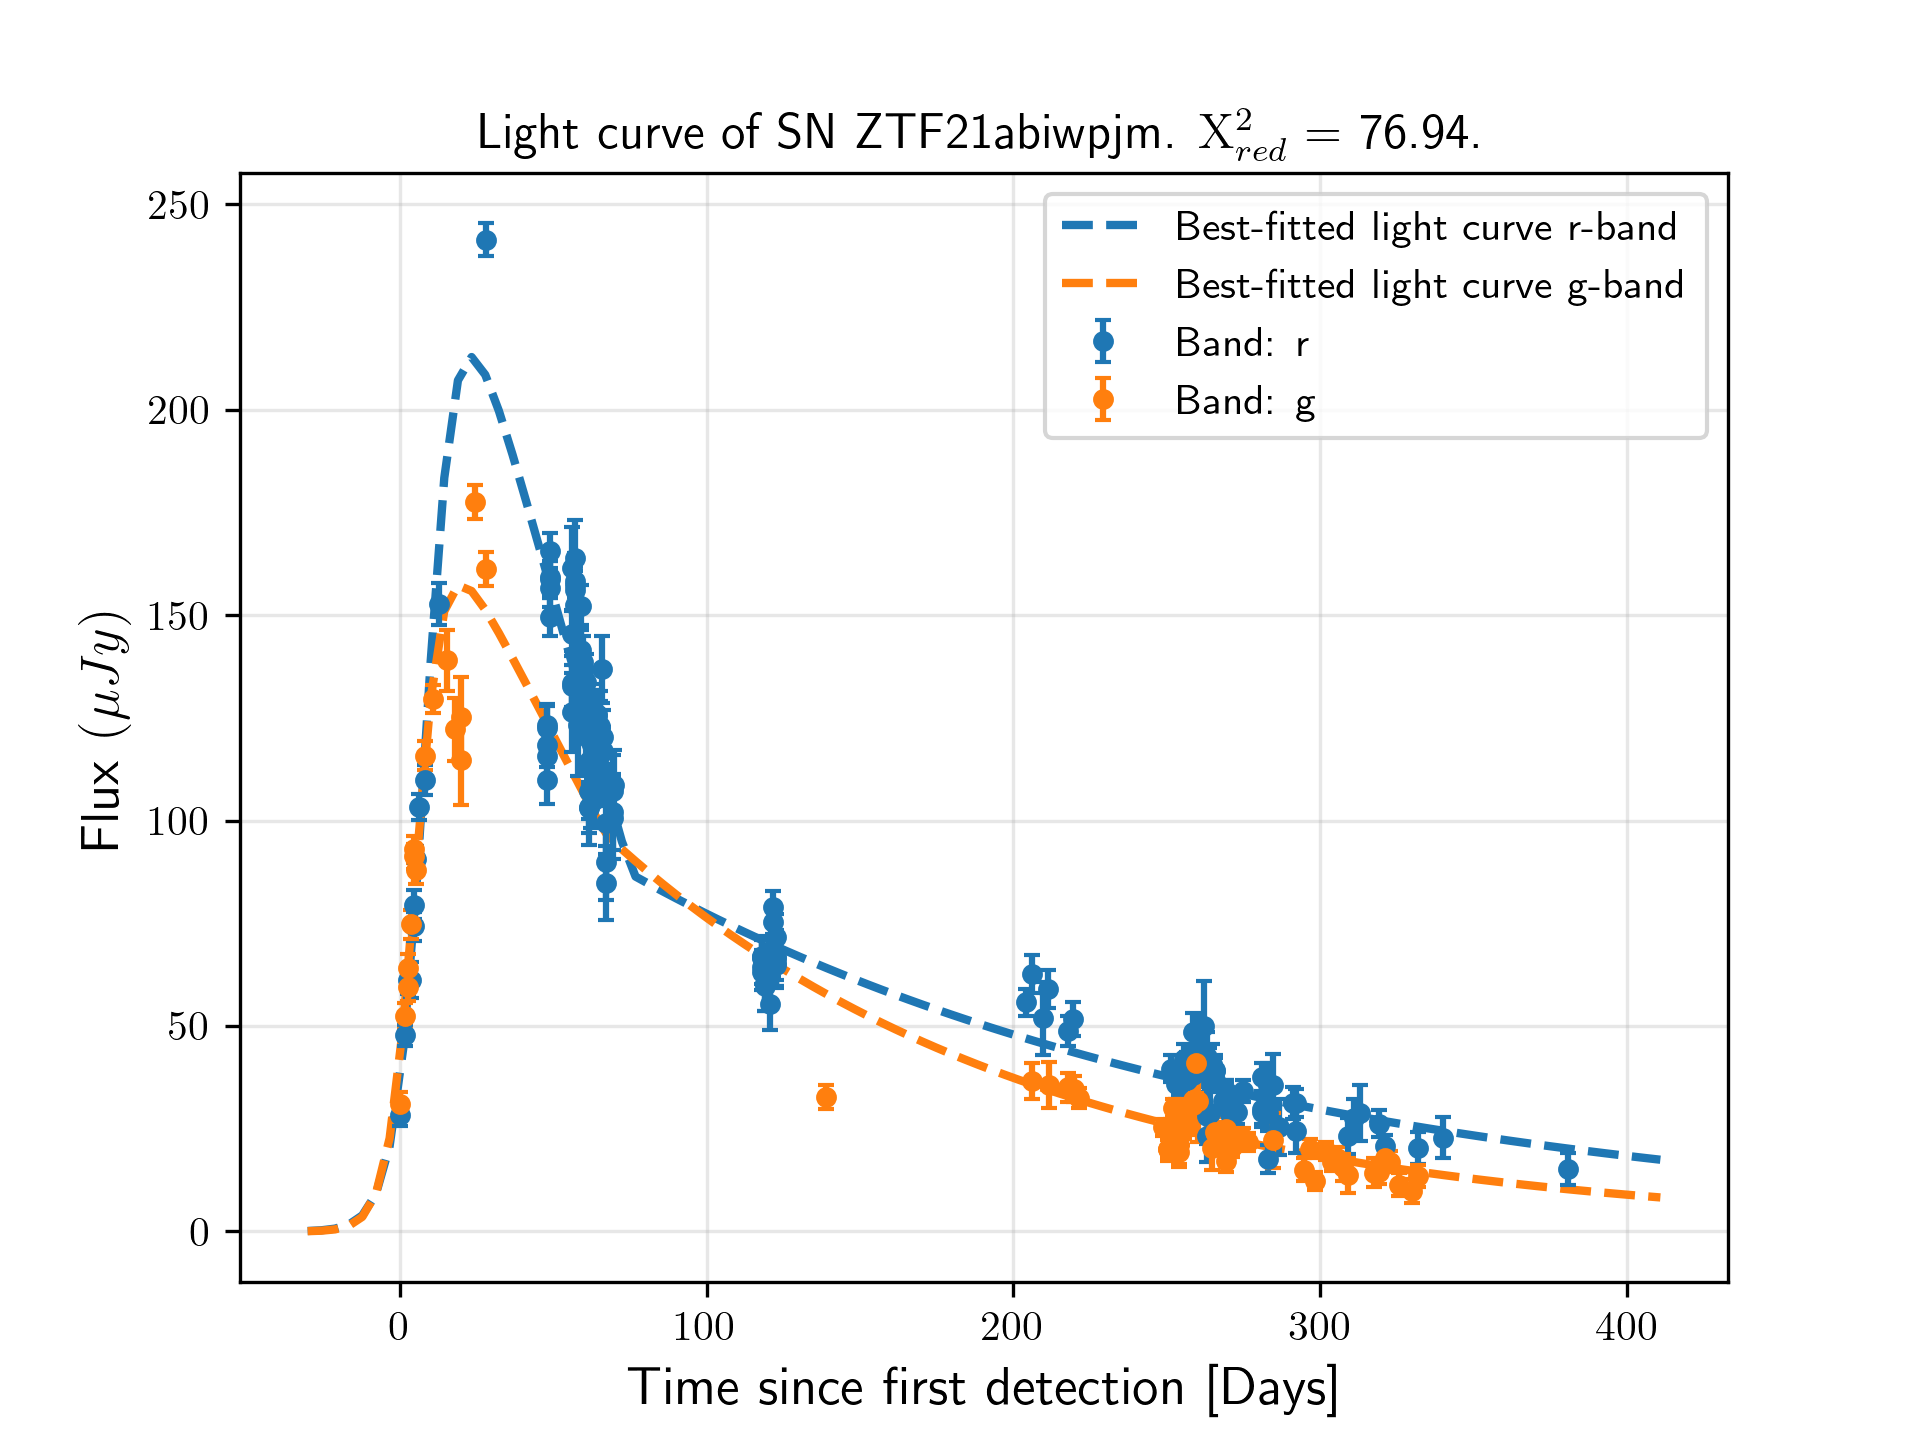 Light curve of SN ZTF21abiwpjm. X²_red = 76.94.
Best-fitted light curve r-band
Best-fitted light curve g-band
Band: r
Band: g
Flux (μJy)
250
200
150
100
50
0
0 100 200 300 400
Time since first detection [Days]